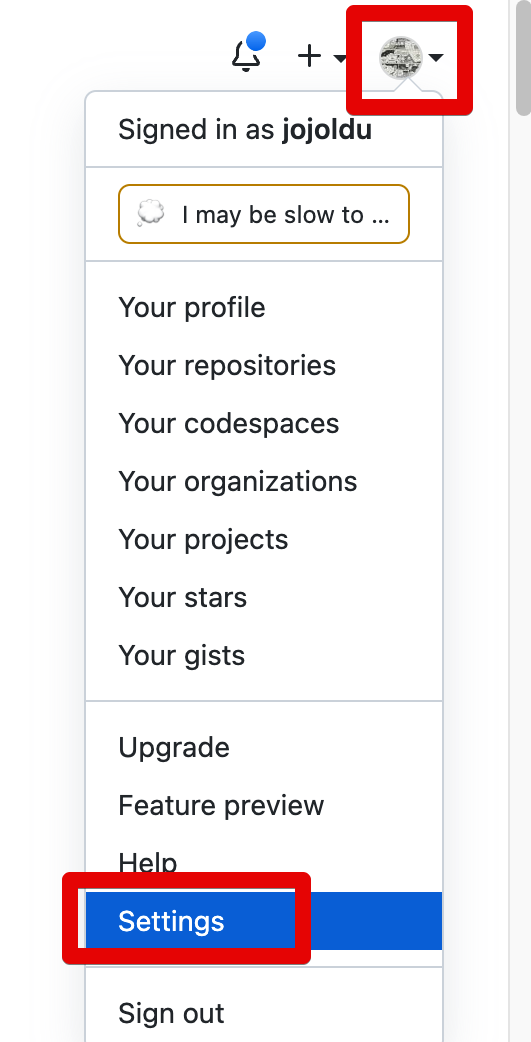 Signed in as jojoldu
I may be slow to ...
Your profile
Your repositories
Your codespaces
Your organizations
Your projects
Your stars
Your gists
Upgrade
Feature preview
Help
Settings
Sign out